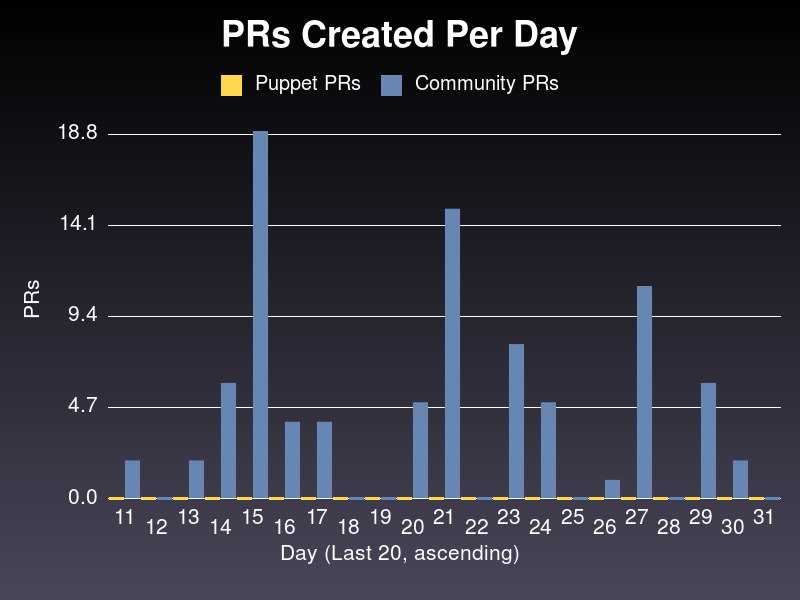 PRs Created Per Day
Puppet PRs Community PRs
18.8
14.1
9.4
4.7
0.0
PRs
11 12 13 14 15 16 17 18 19 20 21 22 23 24 25 26 27 28 29 30 31
Day (Last 20, ascending)